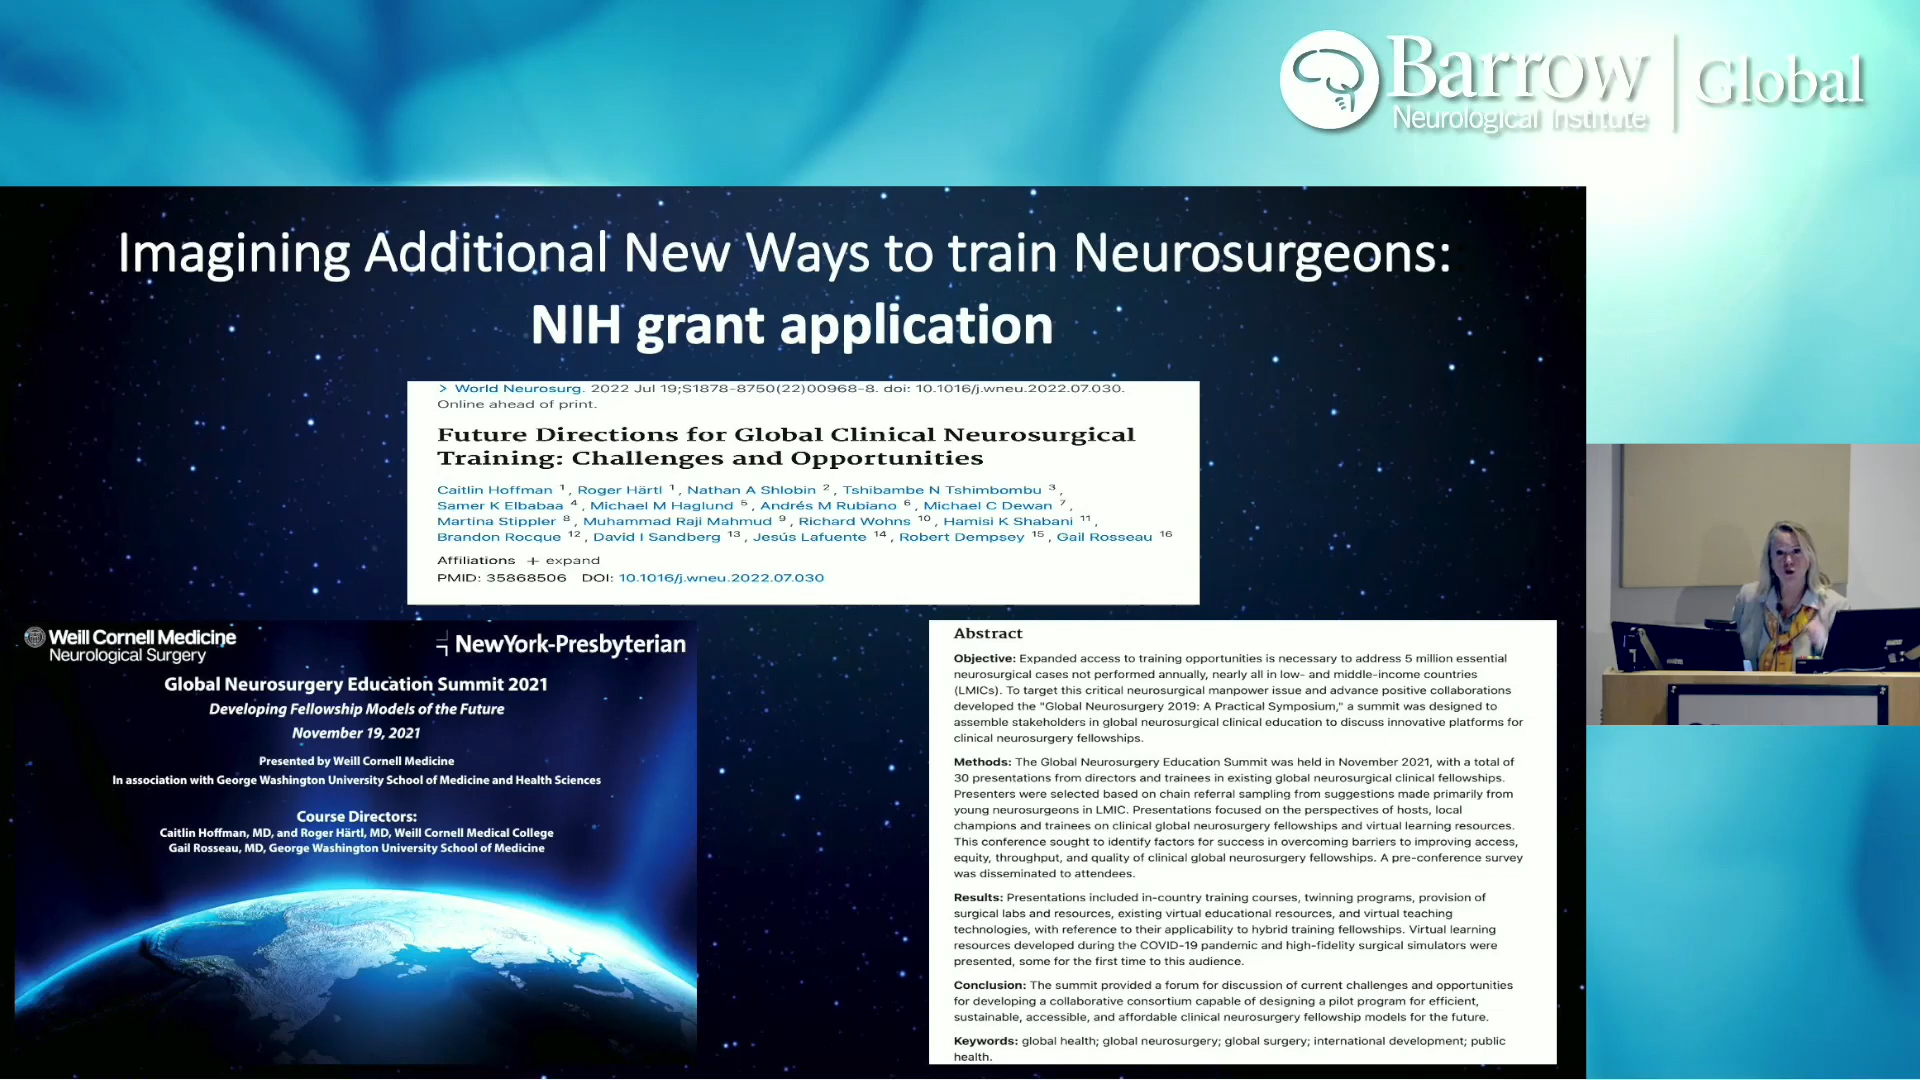 Barrow
Neurological Institute
Global
Imagining Additional New Ways to train Neurosurgeons:
NIH grant application
> World Neurosurg. 2022 Jul 19;S1878-8750(22)00968-8. doi: 10.1016/j.wneu.2022.07.030.
Online ahead of print.
Future Directions for Global Clinical Neurosurgical
Training: Challenges and Opportunities
Caitlin Hoffman 1, Roger Härtl 1, Nathan A Shlobin 2, Tshibambe N Tshimbombu 3,
Samer K Elbabaa 4, Michael M Haglund 5, Andrés M Rubiano 6, Michael C Dewan 7,
Martina Stippler 8, Muhammad Raji Mahmud 9, Richard Wohns 10, Hamisi K Shabani 11,
Brandon Rocque 12, David I Sandberg 13, Jesús Lafuente 14, Robert Dempsey 15, Gail Rosseau 16
Affiliations + expand
PMID: 35868506 DOI: 10.1016/j.wneu.2022.07.030
Weill Cornell Medicine
Neurological Surgery
NewYork-Presbyterian
Global Neurosurgery Education Summit 2021
Developing Fellowship Models of the Future
November 19, 2021
Presented by Weill Cornell Medicine
In association with George Washington University School of Medicine and Health Sciences
Course Directors:
Caitlin Hoffman, MD, and Roger Härtl, MD, Weill Cornell Medical College
Gail Rosseau, MD, George Washington University School of Medicine
Abstract
Objective: Expanded access to training opportunities is necessary to address 5 million essential
neurosurgical cases not performed annually, nearly all in low- and middle-income countries
(LMICs). To target this critical neurosurgical manpower issue and advance positive collaborations
developed the "Global Neurosurgery 2019: A Practical Symposium," a summit was designed to
assemble stakeholders in global neurosurgical clinical education to discuss innovative platforms for
clinical neurosurgery fellowships.
Methods: The Global Neurosurgery Education Summit was held in November 2021, with a total of
30 presentations from directors and trainees in existing global neurosurgical clinical fellowships.
Presenters were selected based on chain referral sampling from suggestions made primarily from
young neurosurgeons in LMIC. Presentations focused on the perspectives of hosts, local
champions and trainees on clinical global neurosurgery fellowships and virtual learning resources.
This conference sought to identify factors for success in overcoming barriers to improving access,
equity, throughput, and quality of clinical global neurosurgery fellowships. A pre-conference survey
was disseminated to attendees.
Results: Presentations included in-country training courses, twinning programs, provision of
surgical labs and resources, existing virtual educational resources, and virtual teaching
technologies, with reference to their applicability to hybrid training fellowships. Virtual learning
resources developed during the COVID-19 pandemic and high-fidelity surgical simulators were
presented, some for the first time to this audience.
Conclusion: The summit provided a forum for discussion of current challenges and opportunities
for developing a collaborative consortium capable of designing a pilot program for efficient,
sustainable, accessible, and affordable clinical neurosurgery fellowship models for the future.
Keywords: global health; global neurosurgery; global surgery; international development; public
health.